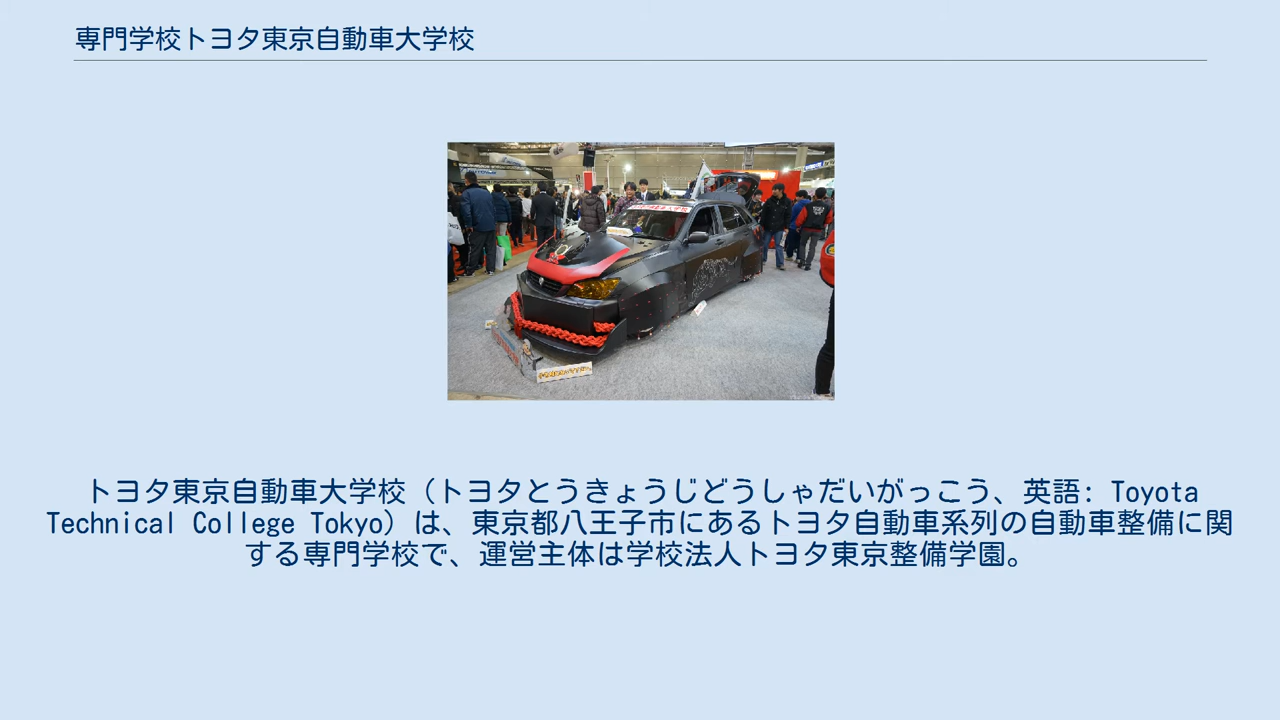 専門学校トヨタ東京自動車大学校
トヨタ東京自動車大学校（トヨタとうきょうじどうしゃだいがっこう、英語: Toyota
Technical College Tokyo）は、東京都八王子市にあるトヨタ自動車系列の自動車整備に関
する専門学校で、運営主体は学校法人トヨタ東京整備学園。